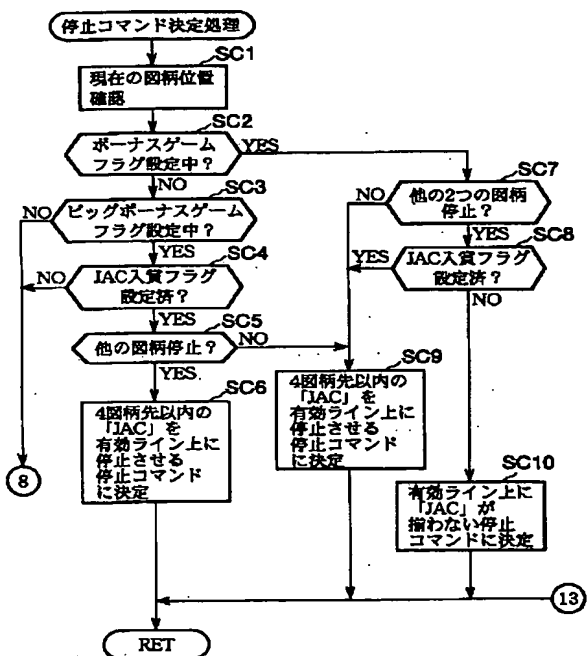 停止コマンド決定処理
SC1
現在の図柄位置
確認
SC2
ボーナスゲーム
フラグ設定中?
YES
NO
SC3
NO
ビッグボーナスゲーム
フラグ設定中?
YES
SC4
NO
JAC入賞フラグ
設定済?
YES
SC5
他の図柄停止?
NO
YES
SC6
4図柄先以内の
「JAC」を
有効ライン上に
停止させる
停止コマンド
に決定
8
SC7
NO
他の2つの図柄
停止?
YES
SC8
YES
JAC入賞フラグ
設定済?
NO
SC9
4図柄先以内の
「JAC」を
有効ライン上に
停止させる
停止コマンド
に決定
SC10
有効ライン上に
「JAC」が
揃わない停止
コマンドに決定
13
RET